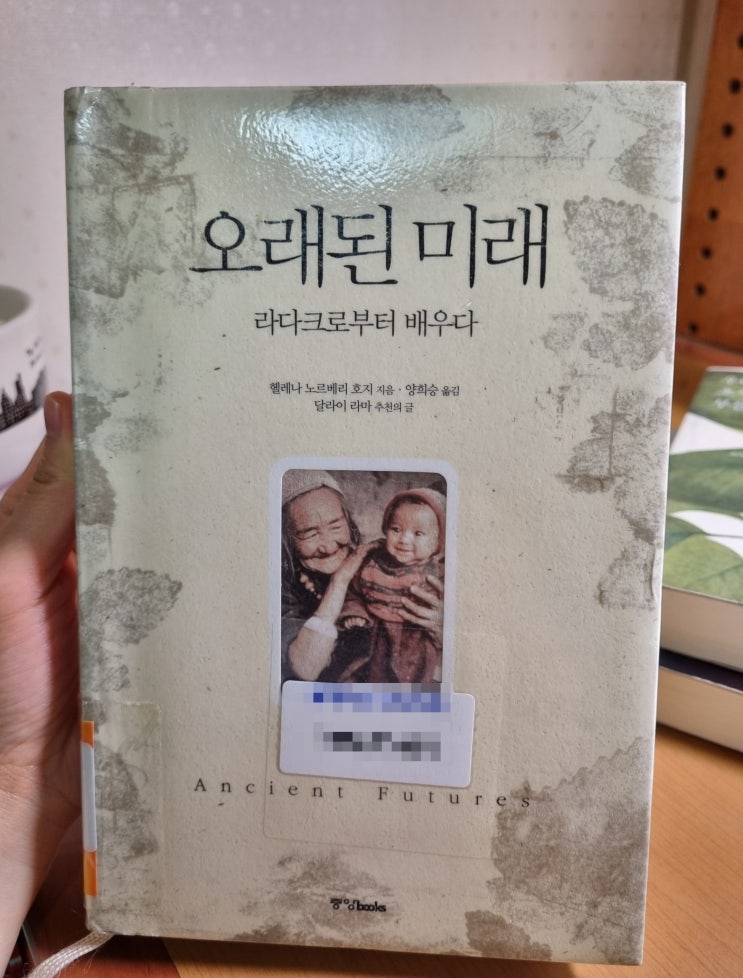 오래된 미래
라다크로부터 배우다
헬레나 노르베리 호지 지음 · 양희승 옮김
달라이 라마 추천의 글
Ancient Futures
중앙books